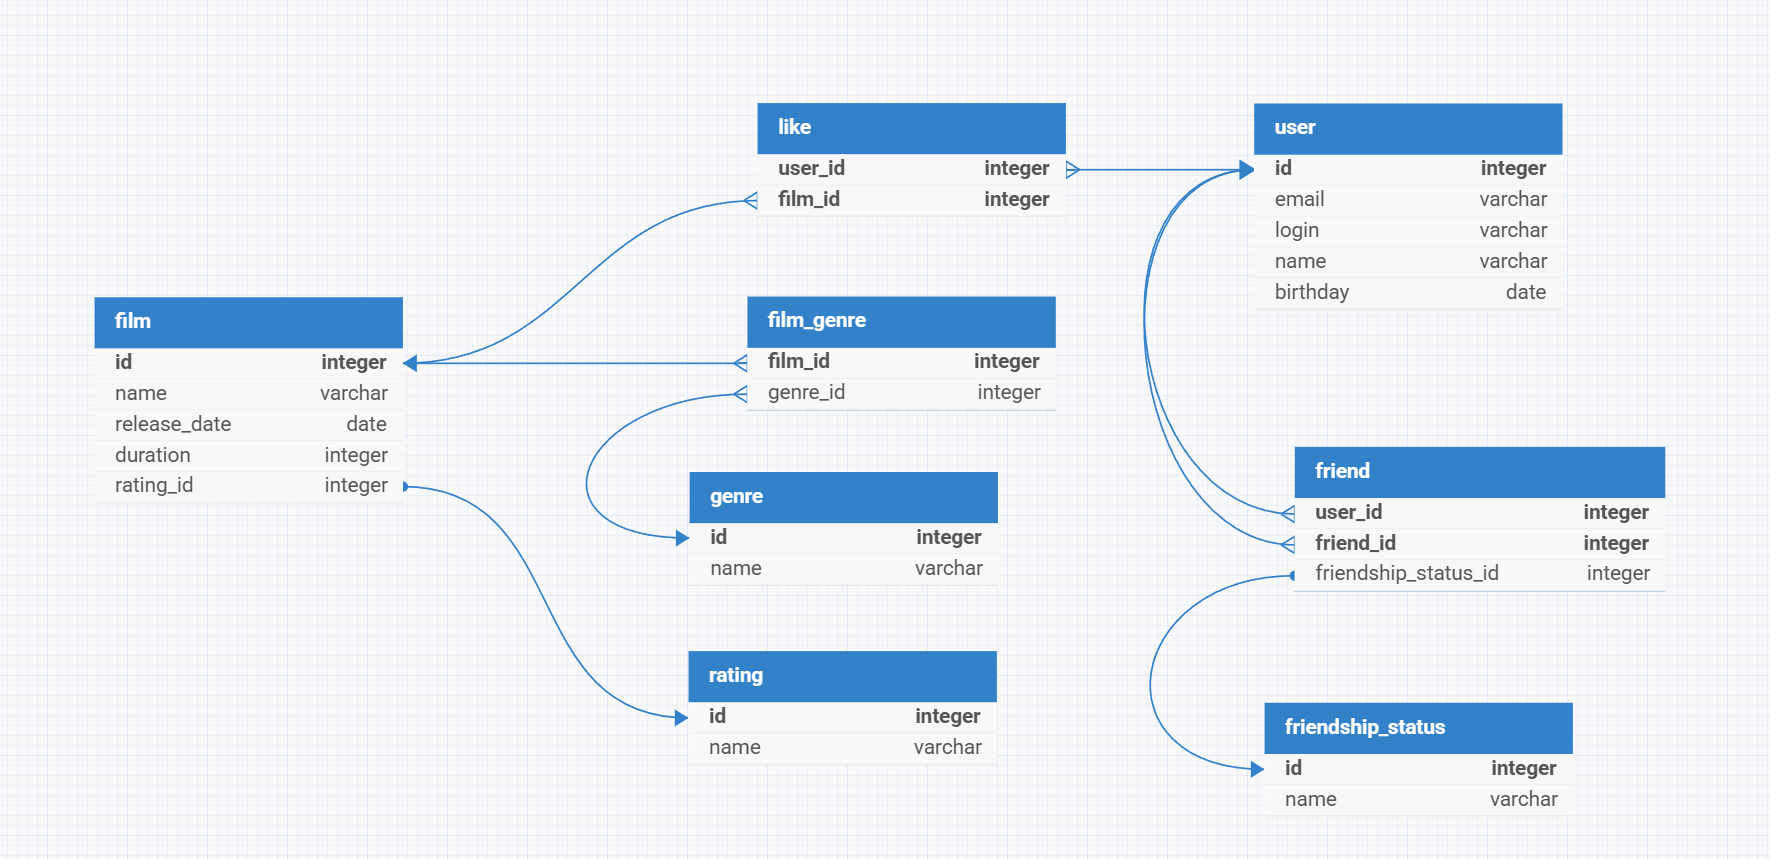 like
user_id integer
film_id integer
user
id integer
email varchar
login varchar
name varchar
birthday date
film
id integer
name varchar
release_date date
duration integer
rating_id integer
film_genre
film_id integer
genre_id integer
genre
id integer
name varchar
friend
user_id integer
friend_id integer
friendship_status_id integer
rating
id integer
name varchar
friendship_status
id integer
name varchar